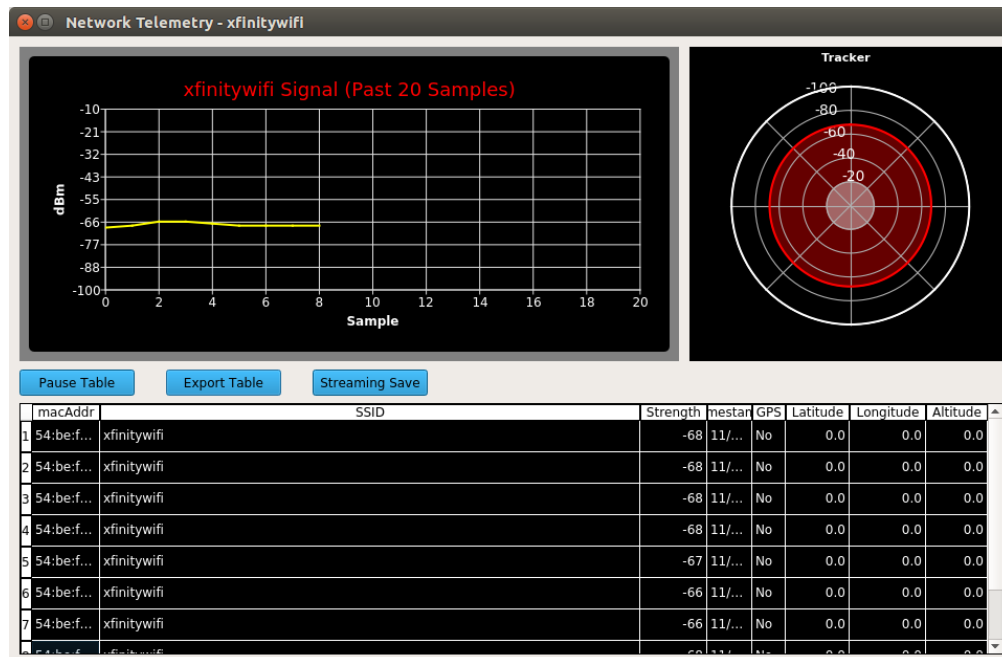 Network Telemetry - xfinitywifi
xfinitywifi Signal (Past 20 Samples)
-10
-21
-32
-43
-55
-66
-77
-88
-100
dBm
0 2 4 6 8 10 12 14 16 18 20
Sample
Tracker
-100
-80
-60
-40
-20
Pause Table Export Table Streaming Save
macAddr SSID Strength mestan GPS Latitude Longitude Altitude
1 54:be:f... xfinitywifi -68 11/... No 0.0 0.0 0.0
2 54:be:f... xfinitywifi -68 11/... No 0.0 0.0 0.0
3 54:be:f... xfinitywifi -68 11/... No 0.0 0.0 0.0
4 54:be:f... xfinitywifi -68 11/... No 0.0 0.0 0.0
5 54:be:f... xfinitywifi -67 11/... No 0.0 0.0 0.0
6 54:be:f... xfinitywifi -66 11/... No 0.0 0.0 0.0
7 54:be:f... xfinitywifi -66 11/... No 0.0 0.0 0.0